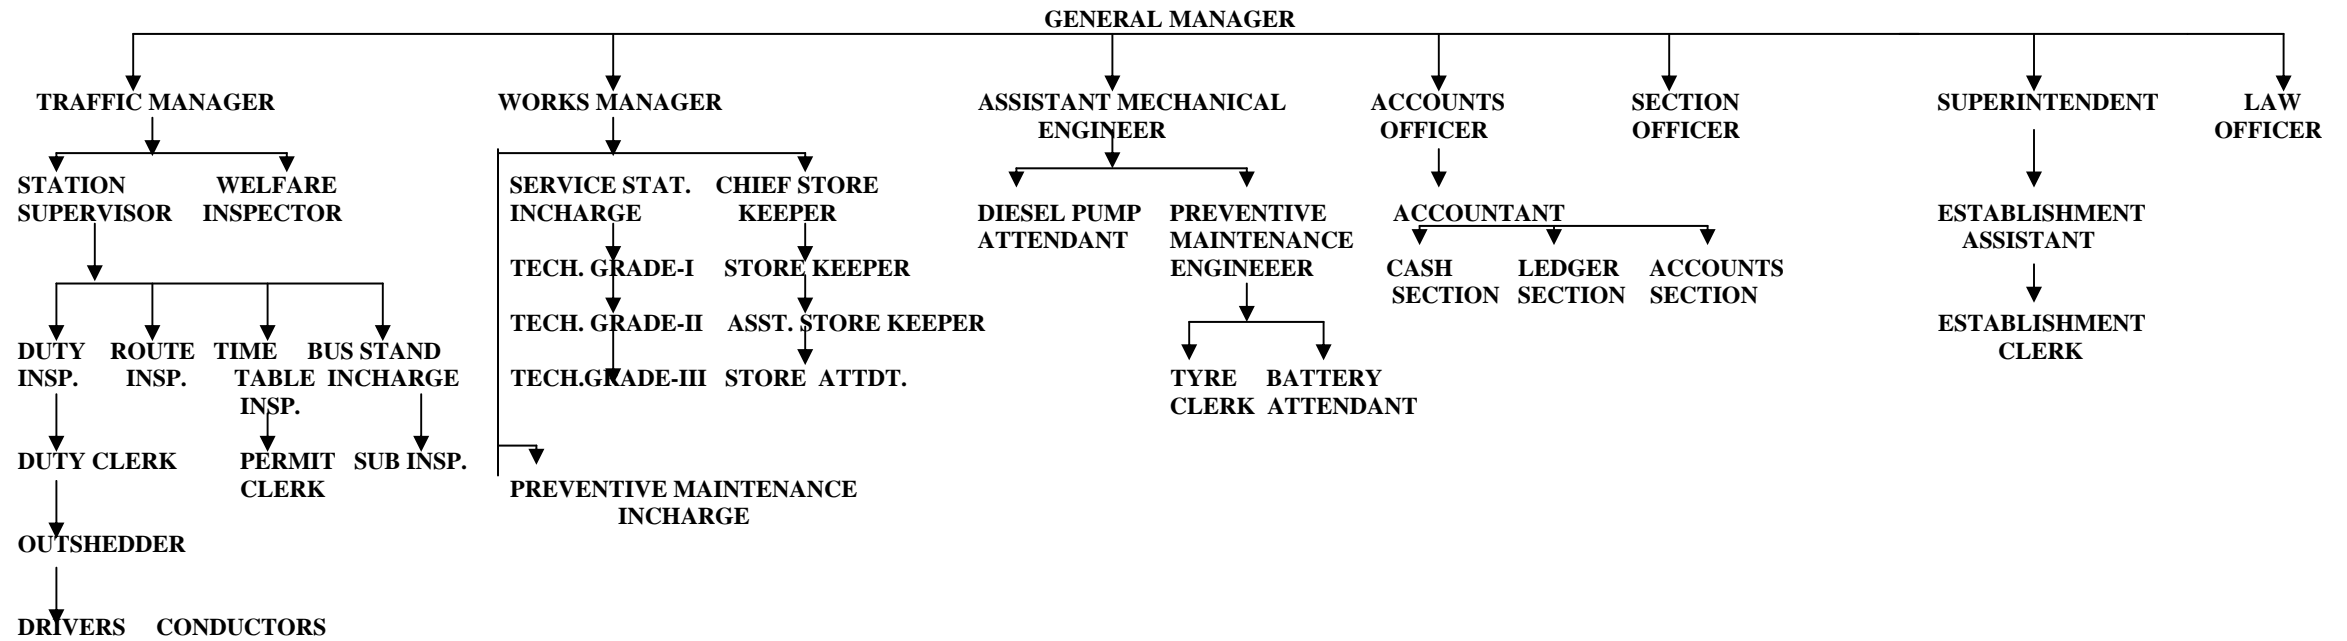 GENERAL MANAGER
TRAFFIC MANAGER WORKS MANAGER ASSISTANT MECHANICAL ACCOUNTS SECTION SUPERINTENDENT LAW
ENGINEER OFFICER OFFICER OFFICER
STATION WELFARE SERVICE STAT. CHIEF STORE
SUPERVISOR INSPECTOR INCHARGE KEEPER DIESEL PUMP PREVENTIVE ACCOUNTANT ESTABLISHMENT
ATTENDANT MAINTENANCE ASSISTANT
TECH. GRADE-I STORE KEEPER ENGINEEER CASH LEDGER ACCOUNTS
SECTION SECTION SECTION
TECH. GRADE-II ASST. STORE KEEPER ESTABLISHMENT
DUTY ROUTE TIME BUS STAND CLERK
INSP. INSP. TABLE INCHARGE TECH.GRADE-III STORE ATTDT. TYRE BATTERY
INSP. CLERK ATTENDANT
DUTY CLERK PERMIT SUB INSP.
CLERK PREVENTIVE MAINTENANCE
INCHARGE
OUTSHEDDER
DRIVERS CONDUCTORS